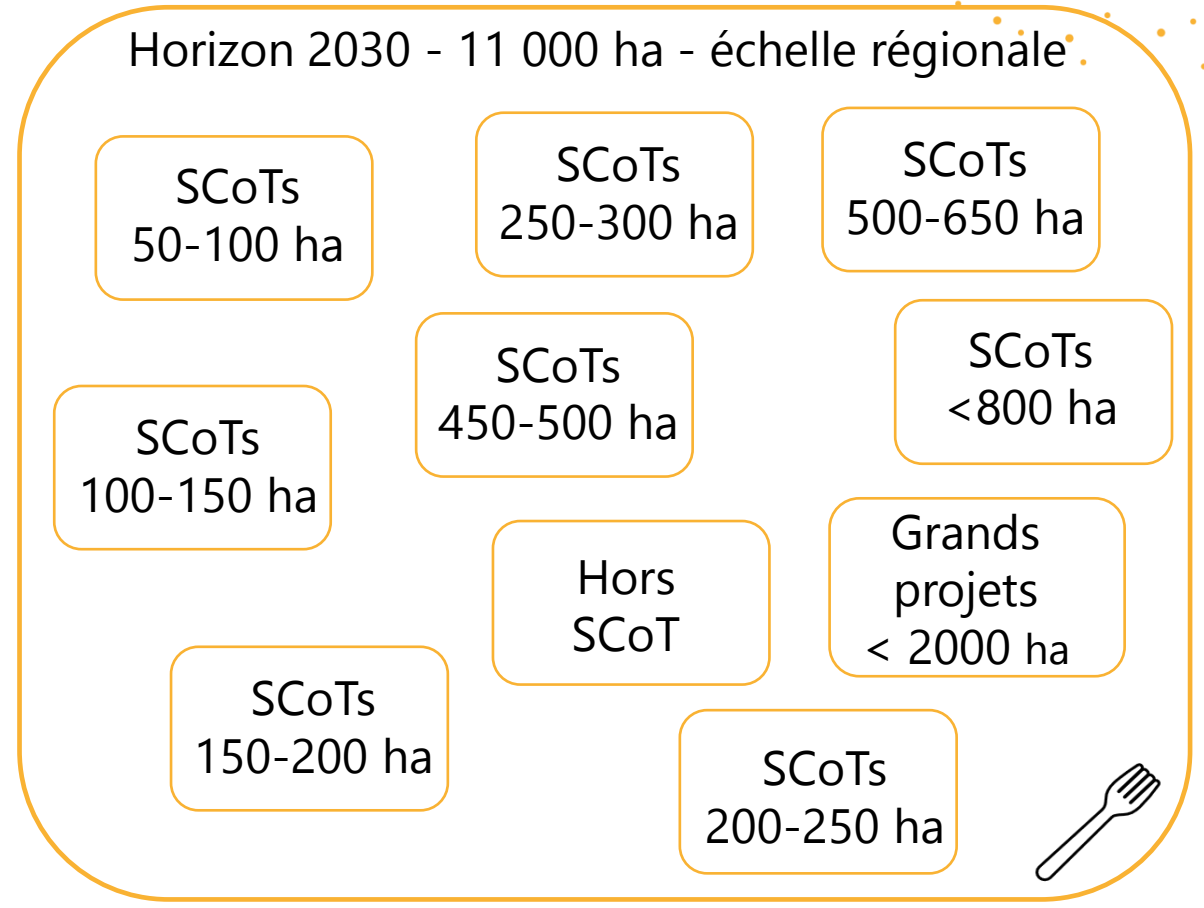 Horizon 2030 - 11 000 ha - échelle régionale
SCoTs
50-100 ha
SCoTs
250-300 ha
SCoTs
500-650 ha
SCoTs
450-500 ha
SCoTs
<800 ha
SCoTs
100-150 ha
Hors
SCoT
Grands
projets
< 2000 ha
SCoTs
150-200 ha
SCoTs
200-250 ha